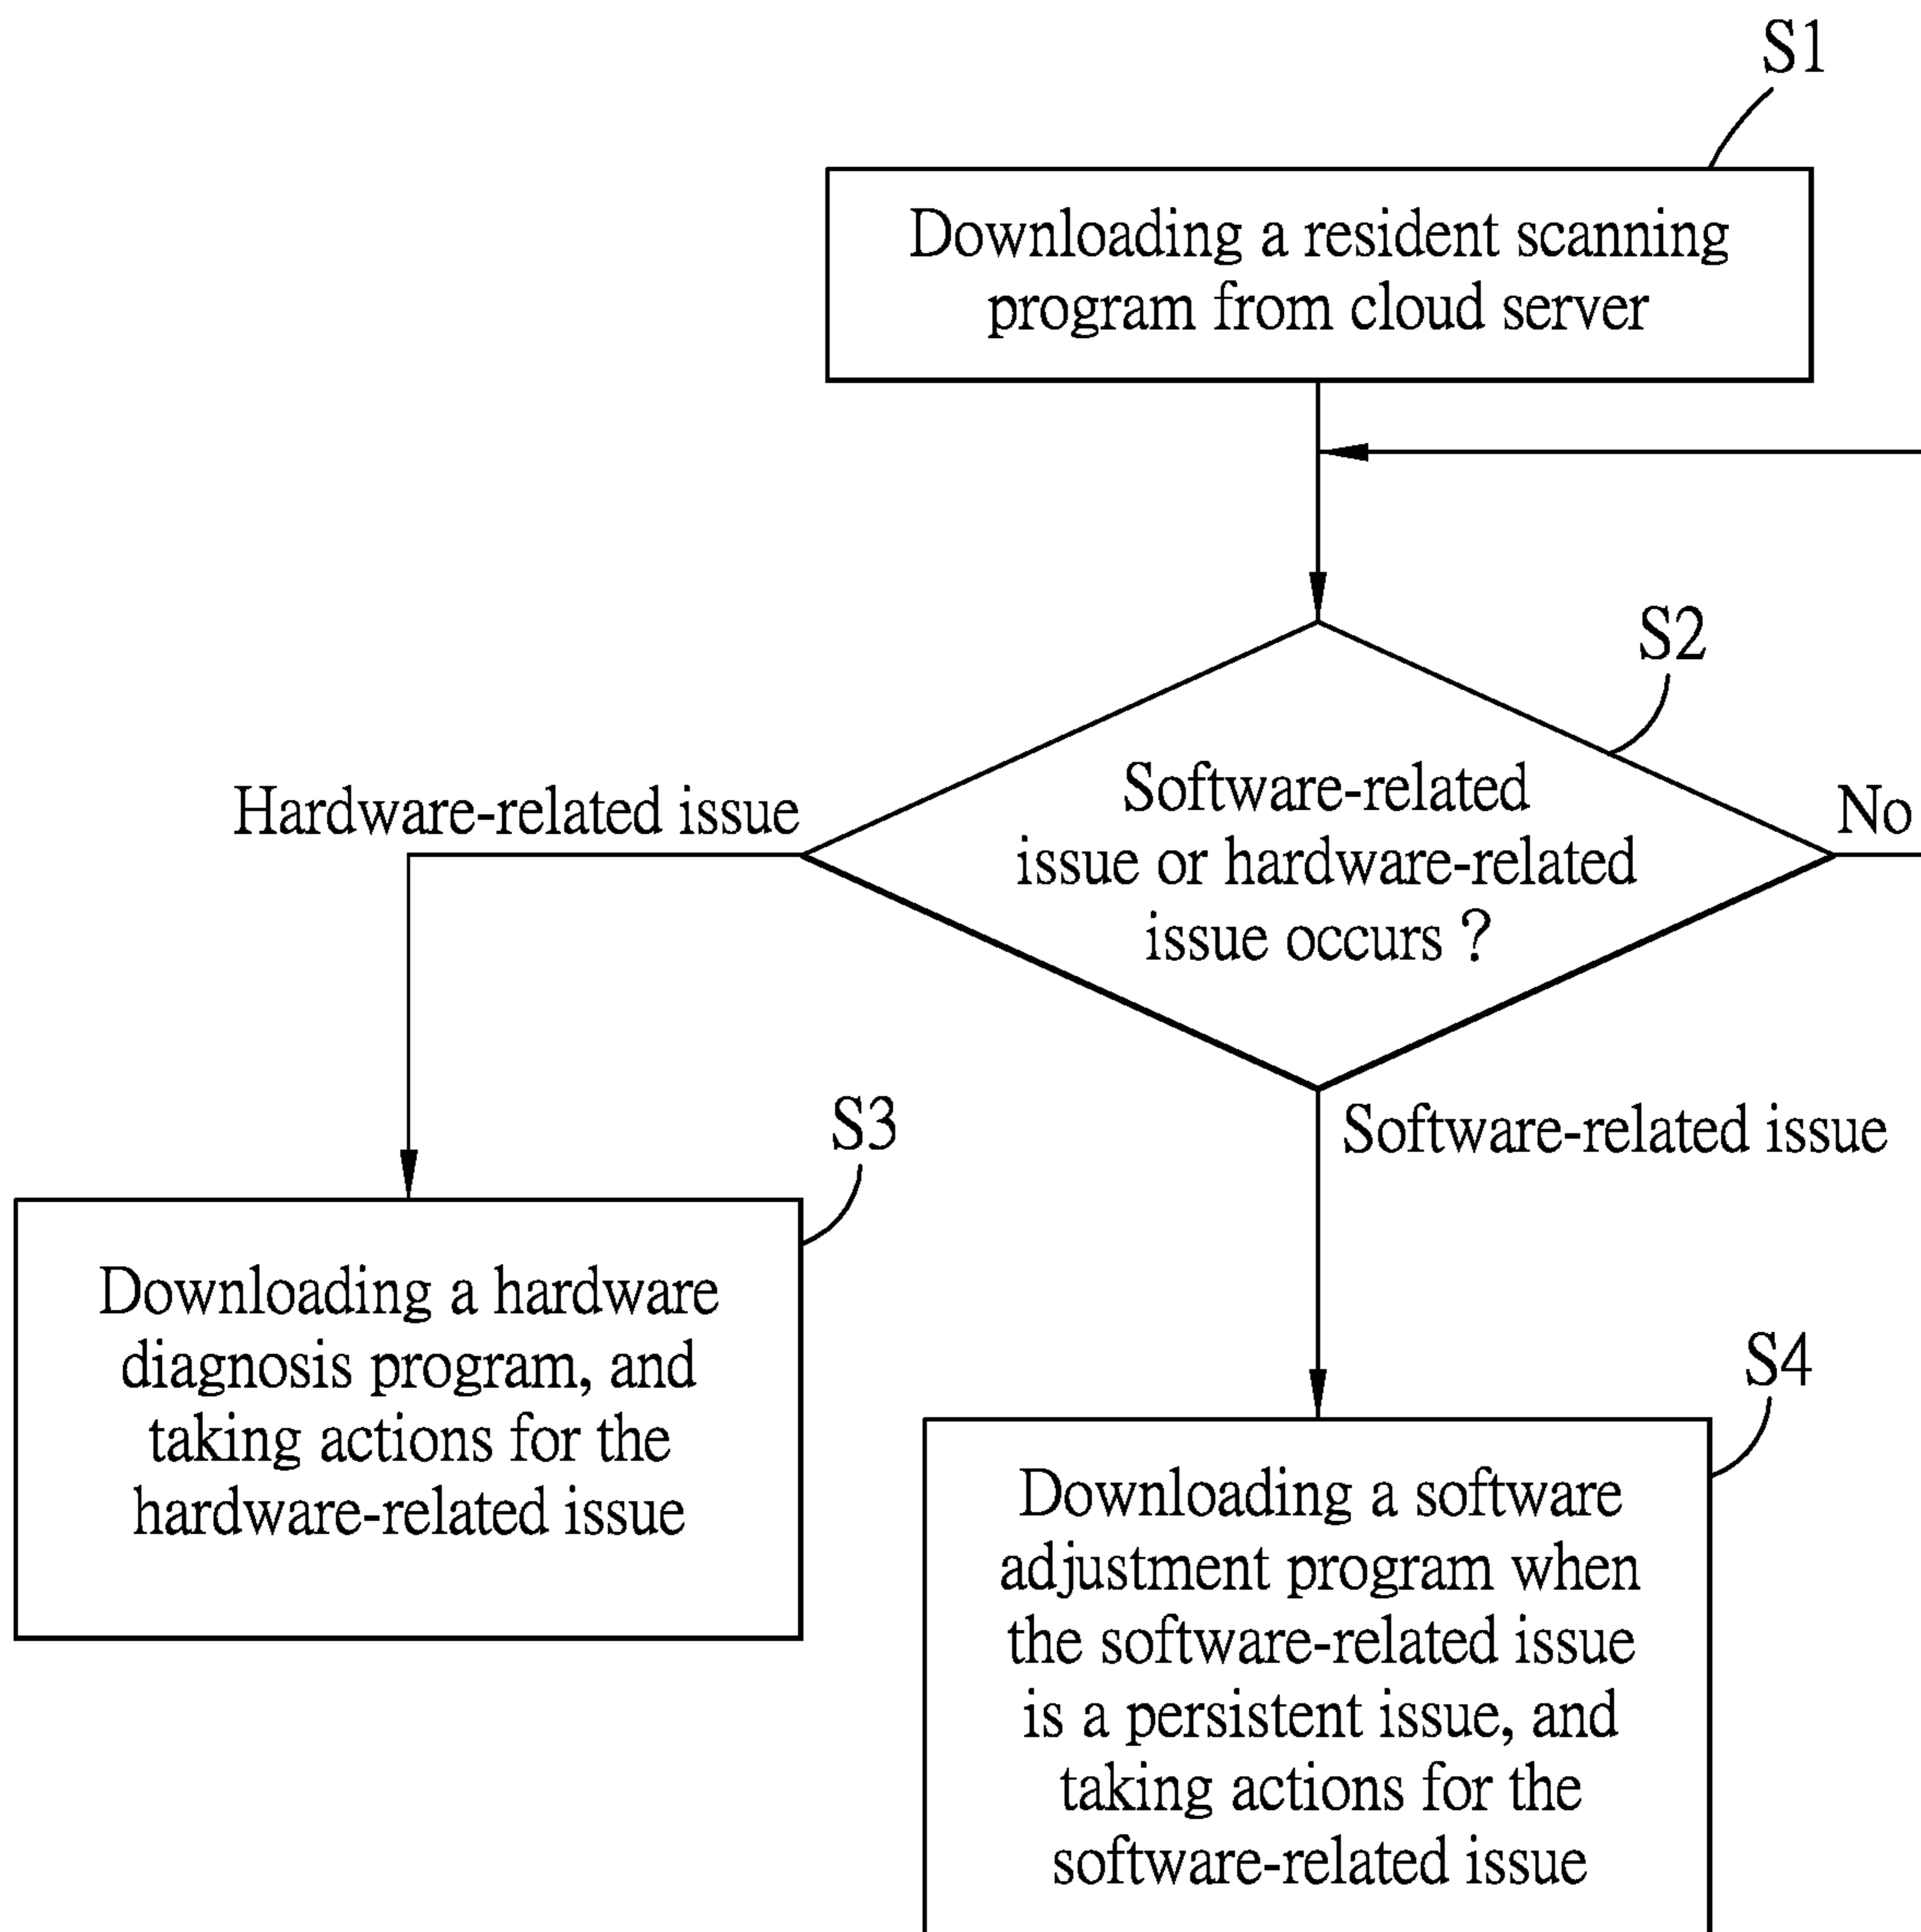 S1
Downloading a resident scanning
program from cloud server
S2
Software-related
issue or hardware-related
issue occurs ?
No
Hardware-related issue
Software-related issue
S3
Downloading a hardware
diagnosis program, and
taking actions for the
hardware-related issue
S4
Downloading a software
adjustment program when
the software-related issue
is a persistent issue, and
taking actions for the
software-related issue